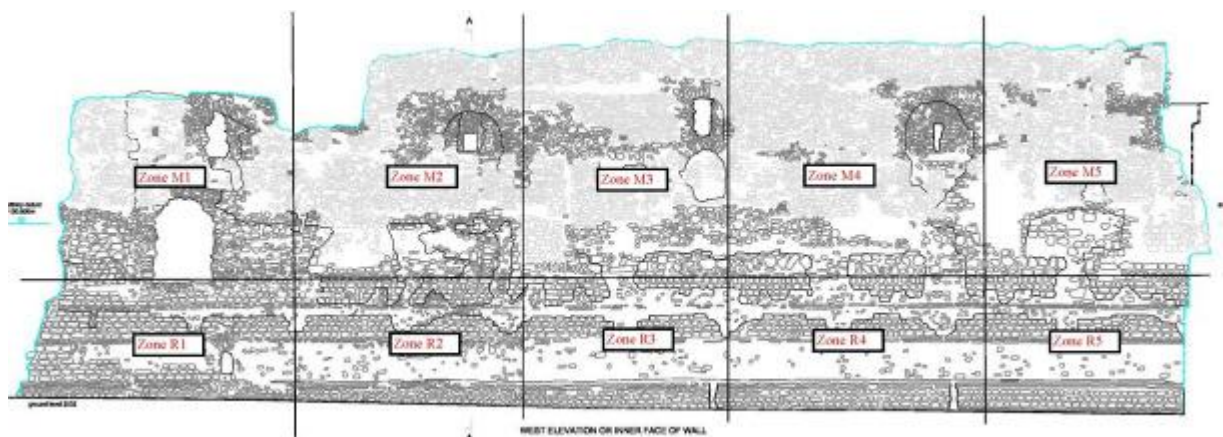 A
Zone M1
Zone M2
Zone M3
Zone M4
Zone M5
Zone R1
Zone R2
Zone R3
Zone R4
Zone R5
WEST ELEVATION OR INNER FACE OF WALL
A